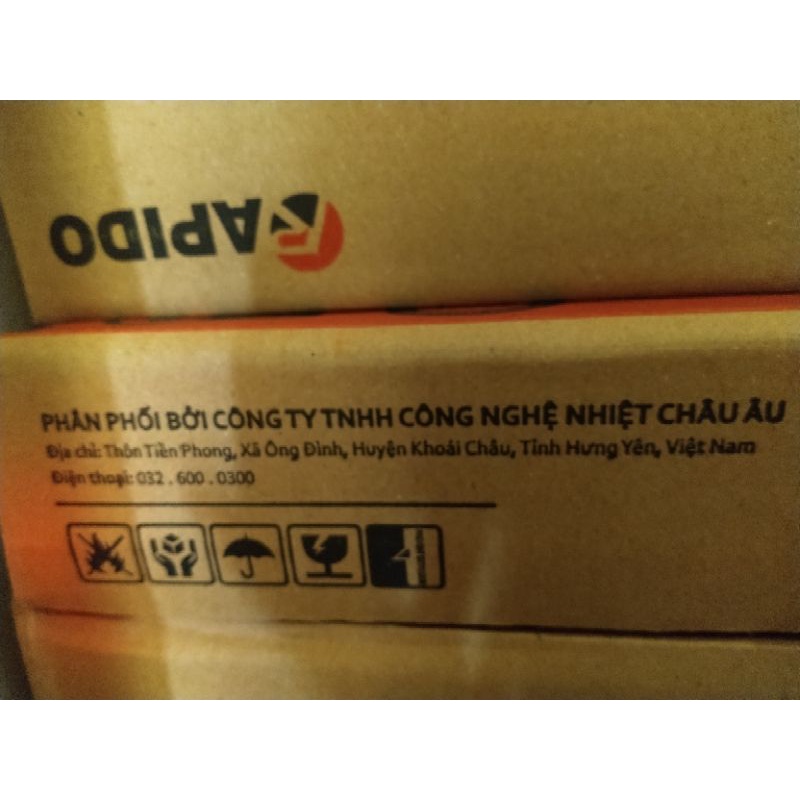 RAPIDO
PHÂN PHỐI BỞI CÔNG TY TNHH CÔNG NGHỆ NHIỆT CHÂU ÂU
Địa chỉ: Thôn Tiên Phong, Xã Ông Đình, Huyện Khoái Châu, Tỉnh Hưng Yên, Việt Nam
Điện thoại: 032 . 600 . 0300